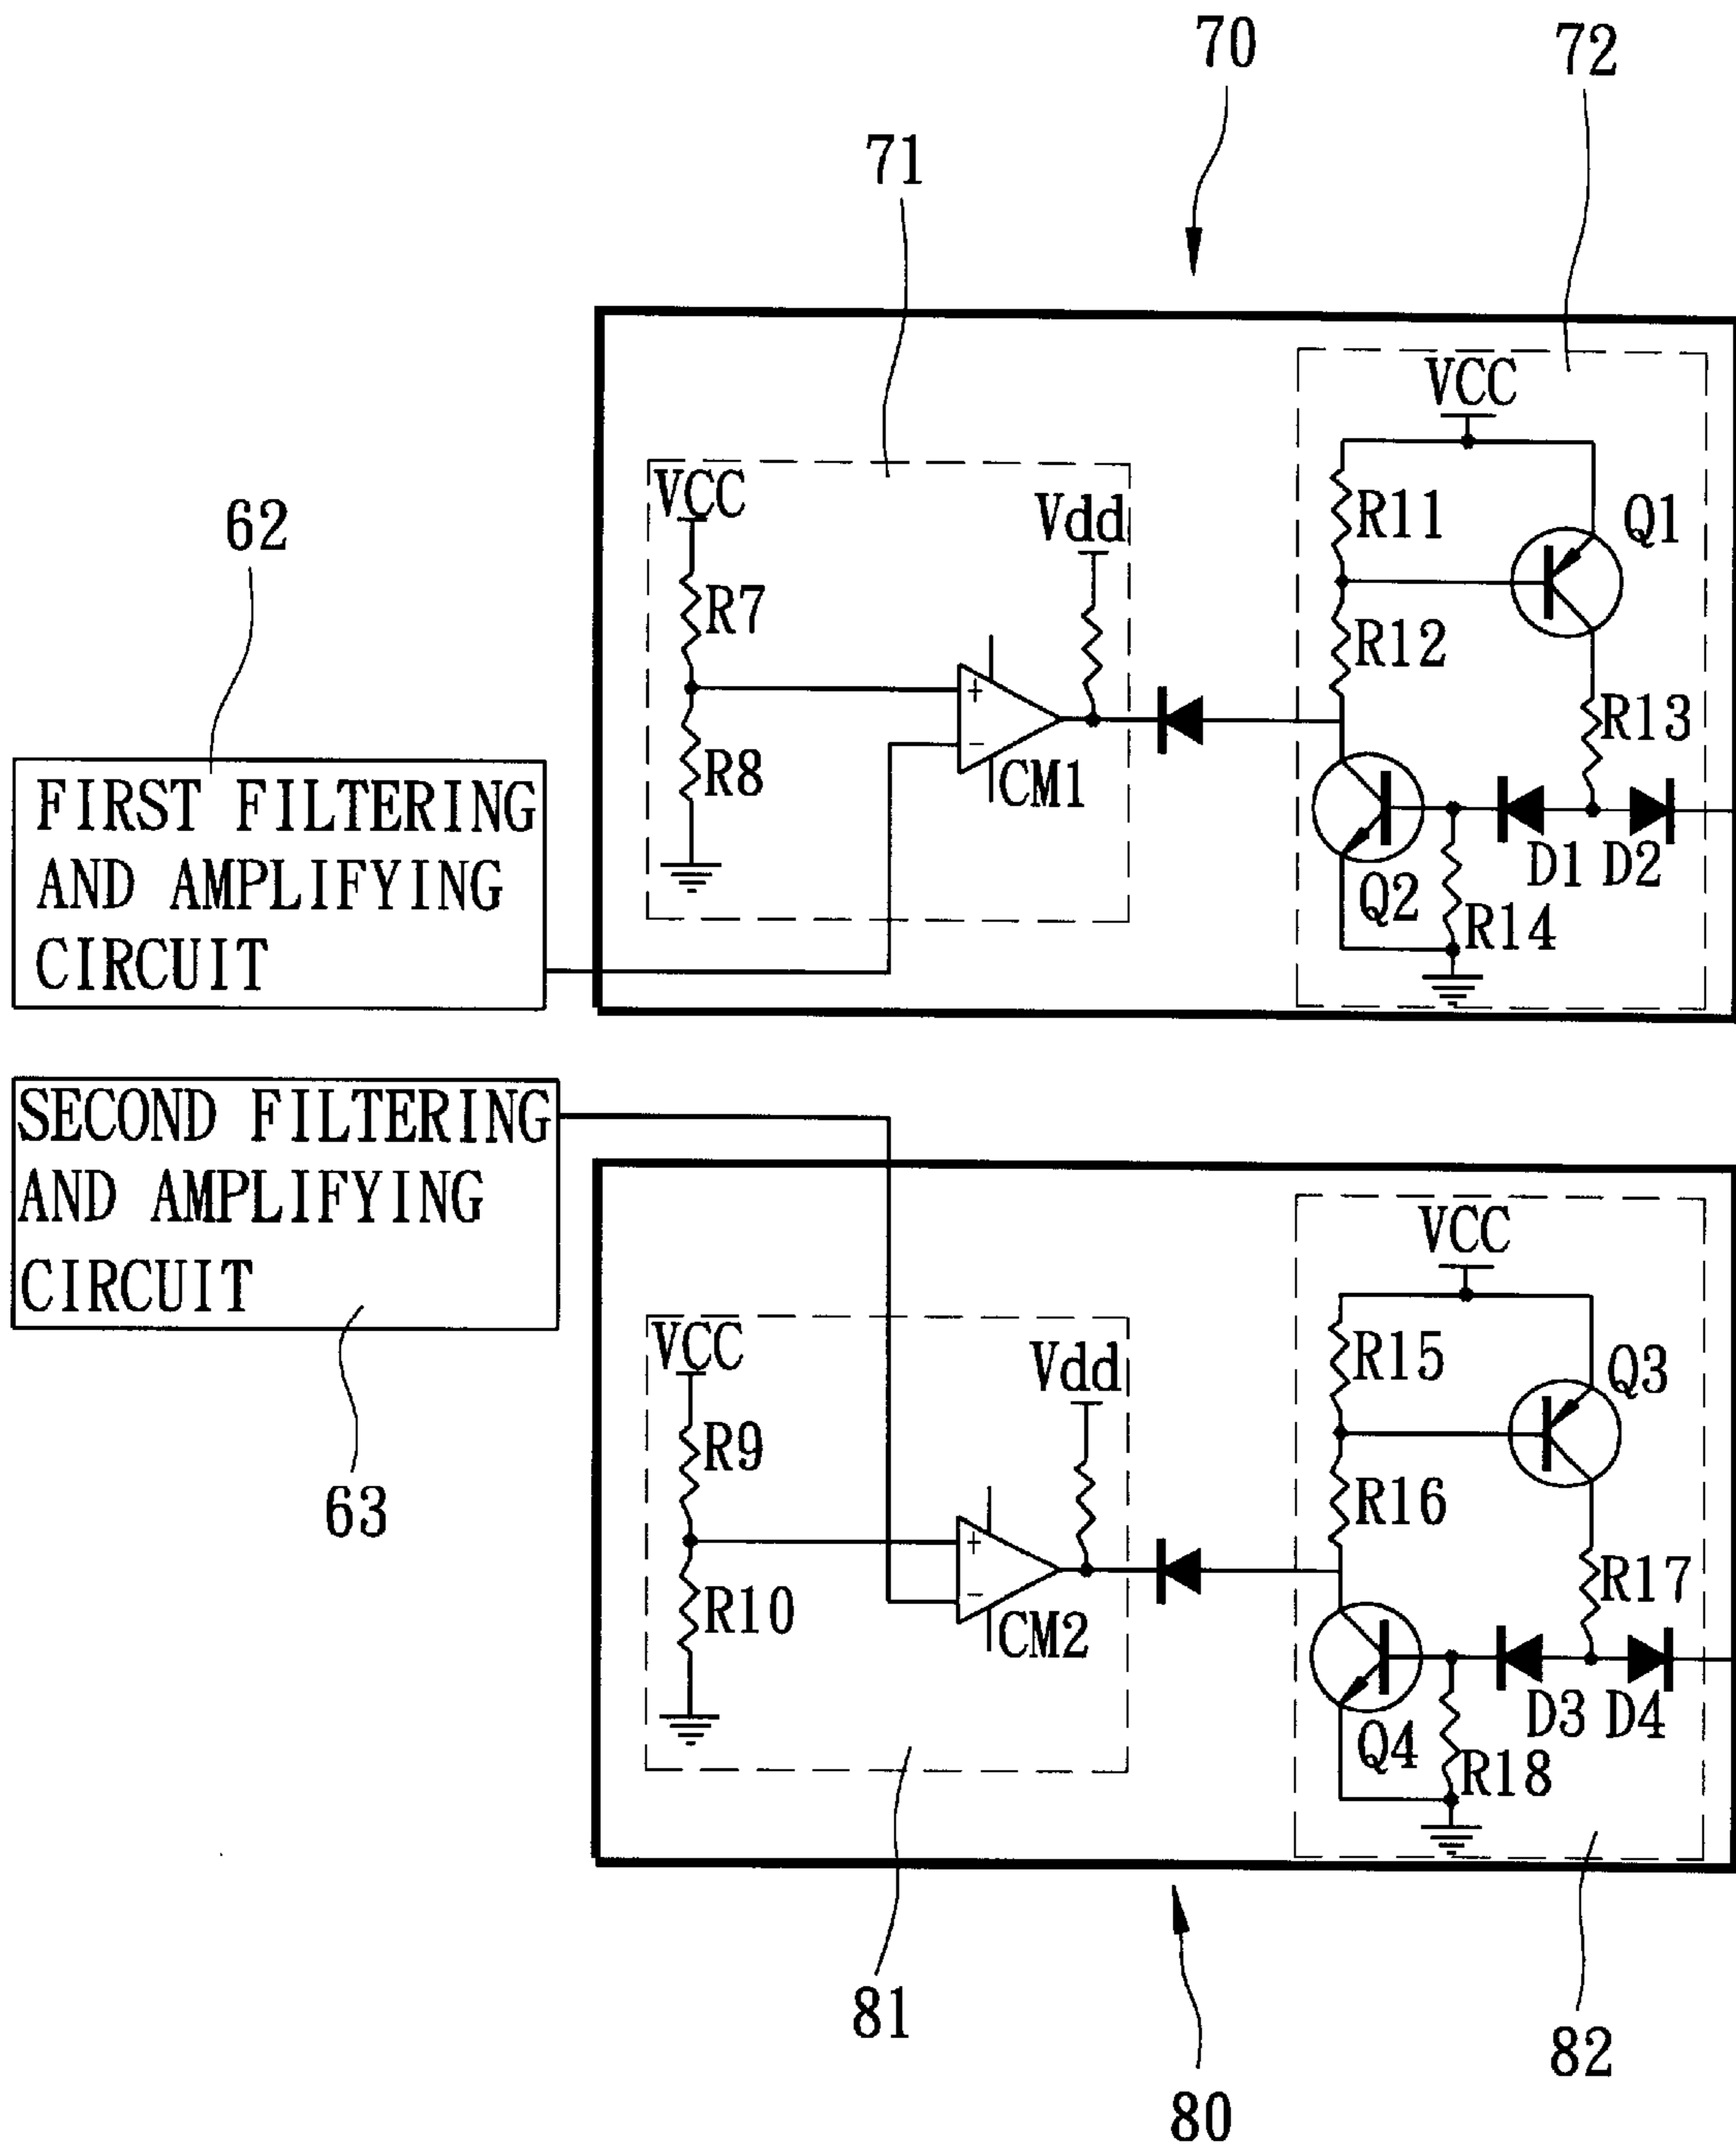 70
72
71
VCC
VCC
Vdd
R11
Q1
62
R7
R12
+
R13
R8
-
CM1
FIRST FILTERING
AND AMPLIFYING
CIRCUIT
D1
D2
Q2
R14
SECOND FILTERING
AND AMPLIFYING
CIRCUIT
VCC
VCC
Vdd
R15
Q3
R9
63
R16
+
R17
R10
-
CM2
D3
D4
Q4
R18
81
82
80